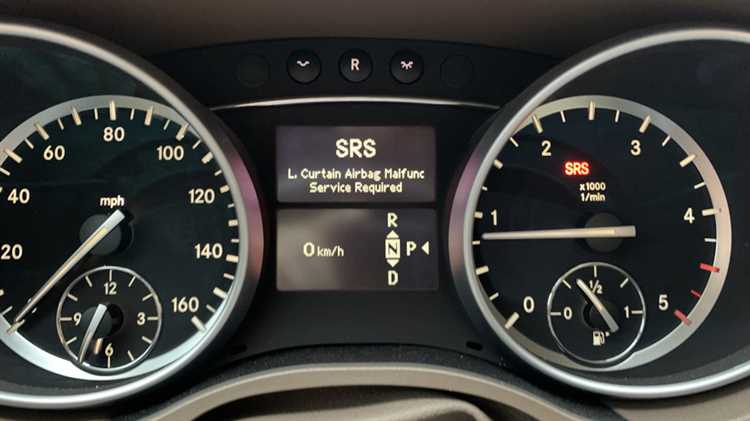 R
SRS
L. Curtain Airbag Malfunc
Service Required
0 km/h
R
N P
D
20
40
60
80
100
120
140
160
mph
12
3
6
9
0
1
2
3
4
5
SRS
x1000
1/min
0
1/2
1